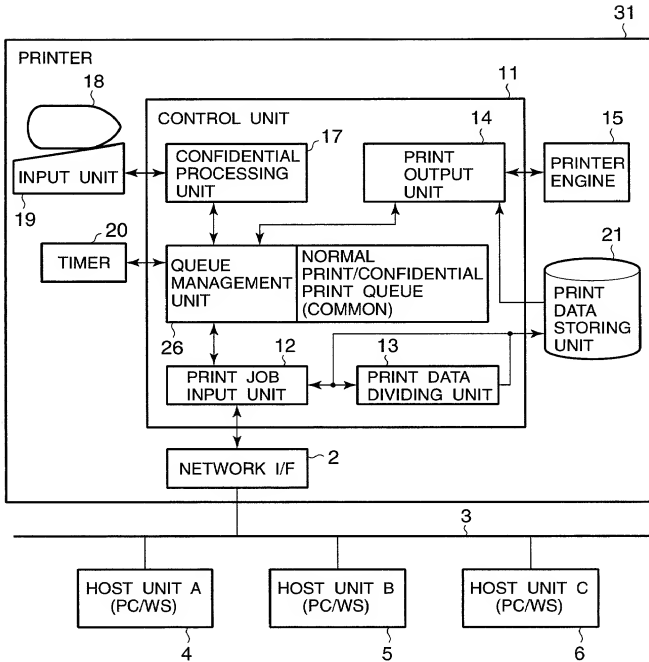 31
PRINTER
18
11
CONTROL UNIT
17
14
15
CONFIDENTIAL
PROCESSING
UNIT
PRINT
OUTPUT
UNIT
PRINTER
ENGINE
INPUT UNIT
19
20
TIMER
21
QUEUE
MANAGEMENT
UNIT
NORMAL
PRINT/CONFIDENTIAL
PRINT QUEUE
(COMMON)
PRINT
DATA
STORING
UNIT
26
12
13
PRINT JOB
INPUT UNIT
PRINT DATA
DIVIDING UNIT
2
NETWORK I/F
3
HOST UNIT A
(PC/WS)
HOST UNIT B
(PC/WS)
HOST UNIT C
(PC/WS)
4
5
6